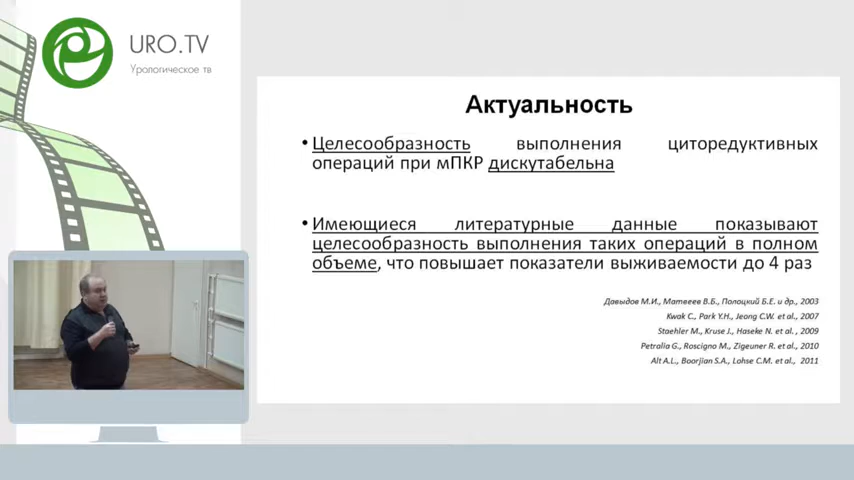 URO.TV
Урологическое тв
Актуальность
• Целесообразность выполнения циторедуктивных
операций при мПКР дискутабельна
• Имеющиеся литературные данные показывают
целесообразность выполнения таких операций в полном
объеме, что повышает показатели выживаемости до 4 раз
Давыдов М.И., Матвеев В.Б., Полоцкий Б.Е. и др., 2003
Kwak C., Park Y.H., Jeong C.W. et al., 2007
Staehler M., Kruse J., Haseke N. et al. , 2009
Petralia G., Roscigno M., Zigeuner R. et al., 2010
Alt A.L., Boorjian S.A., Lohse C.M. et al., 2011